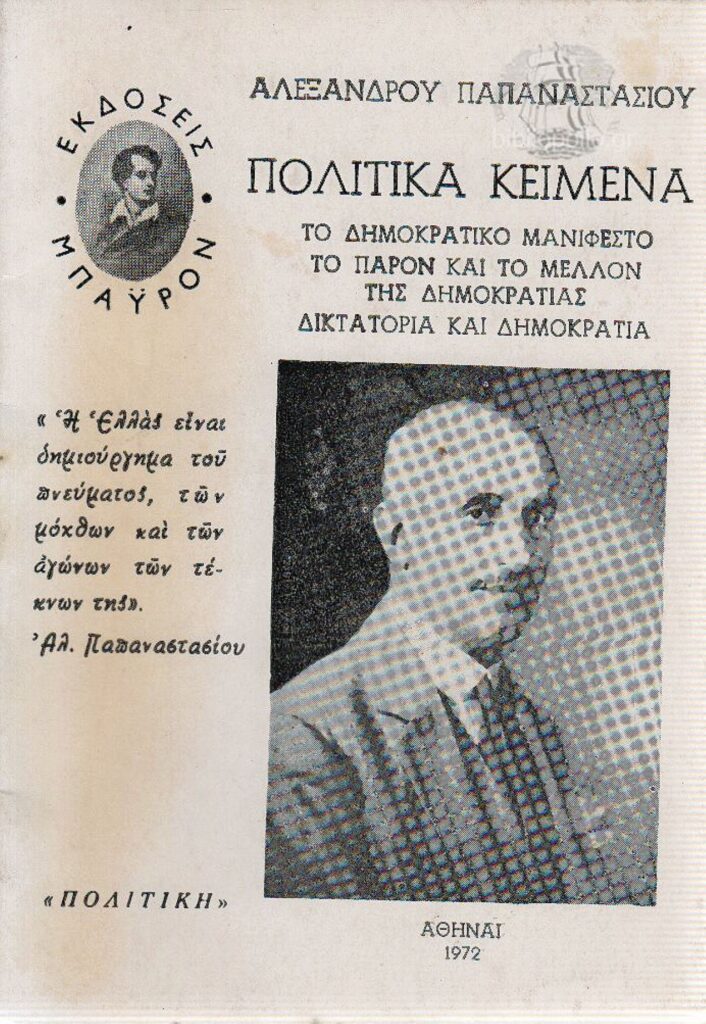 ΑΛΕΞΑΝΔΡΟΥ ΠΑΠΑΝΑΣΤΑΣΙΟΥ
ΕΚΔΟΣΕΙΣ
ΜΠΑΫΡΟΝ
ΠΟΛΙΤΙΚΑ ΚΕΙΜΕΝΑ
ΤΟ ΔΗΜΟΚΡΑΤΙΚΟ ΜΑΝΙΦΕΣΤΟ
ΤΟ ΠΑΡΟΝ ΚΑΙ ΤΟ ΜΕΛΛΟΝ
ΤΗΣ ΔΗΜΟΚΡΑΤΙΑΣ
ΔΙΚΤΑΤΟΡΙΑ ΚΑΙ ΔΗΜΟΚΡΑΤΙΑ
« Ἡ Ἑλλὰς εἶναι
δημιούργημα τοῦ
πνεύματος, τῶν
μόχθων καὶ τῶν
ἀγώνων τῶν τέ-
κνων της».
Ἀλ. Παπαναστασίου
«ΠΟΛΙΤΙΚΗ»
ΑΘΗΝΑΙ
1972